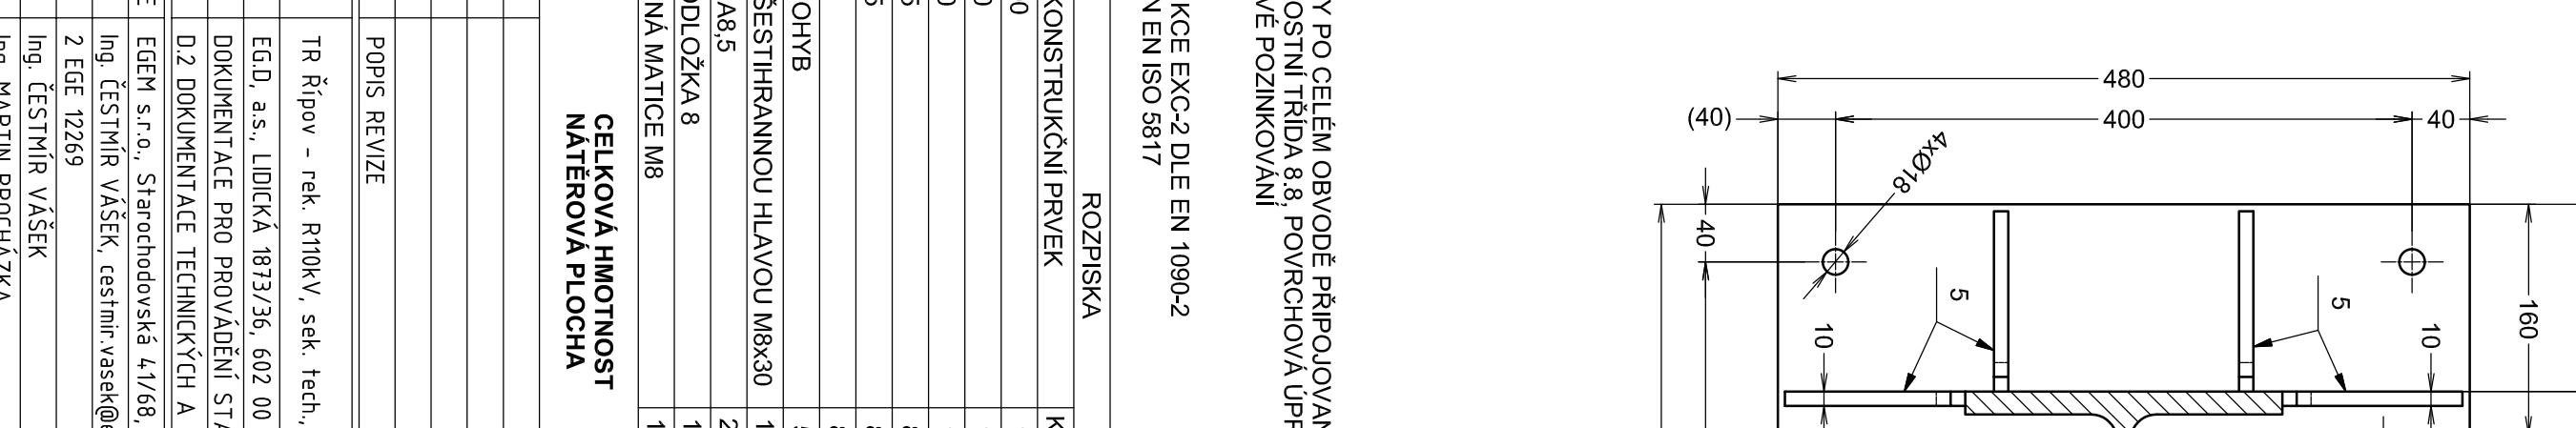 Y PO CELÉM OBVODĚ PŘIPOJOVAN
OSTNÍ TŘÍDA 8.8, POVRCHOVÁ ÚPR
VÉ POZINKOVÁNÍ
KCE EXC-2 DLE EN 1090-2
N EN ISO 5817
ROZPISKA
KONSTRUKČNÍ PRVEK
OHYB
ŠESTIHRANNOU HLAVOU M8x30
A8,5
ODLOŽKA 8
NÁ MATICE M8
CELKOVÁ HMOTNOST
NÁTĚROVÁ PLOCHA
POPIS REVIZE
TR Řípov - rek. R110kV, sek. tech.,
EG.D, a.s., LIDICKÁ 1873/36, 602 00
DOKUMENTACE PRO PROVÁDĚNÍ STA
D.2 DOKUMENTACE TECHNICKÝCH A
EGEM s.r.o., Starochodovská 41/68,
Ing. ČESTMÍR VÁŠEK, cestmir.vasek@e
2 EGE 12269
Ing. ČESTMÍR VÁŠEK
Ing. MARTIN PROCHÁZKA
480
(40)
400
40
4xØ18
40
160
5
5
10
10